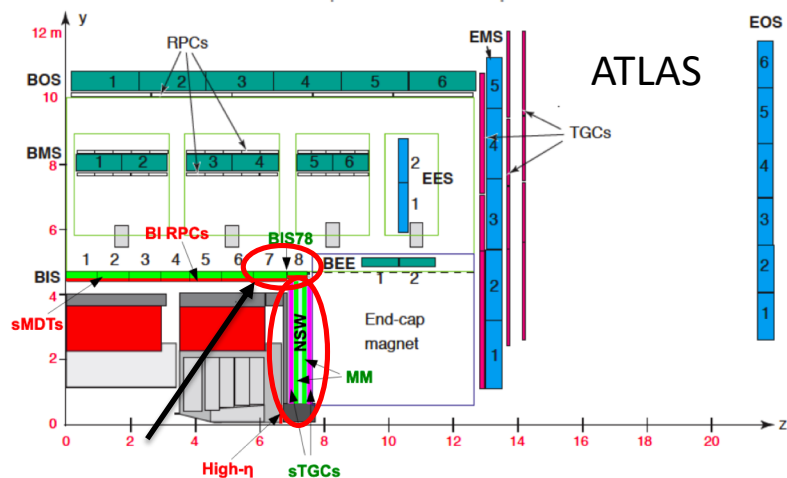 y
12 m
EMS
EOS
RPCs
ATLAS
BOS 1 2 3 4 5 6
5
6
10
5
TGCs
BMS 1 2 3 4 5 6
8
2
EES
1
4
4
6
BIS78
3
3
BI RPCs
1 2 3 4 5 6 7 8
BEE
BIS
1 2
2
2
4
sMDTs
NSW
End-cap
magnet
1
1
2
MM
0
z
0 2 4 6 8 10 12 14 16 18 20
High-η
sTGCs